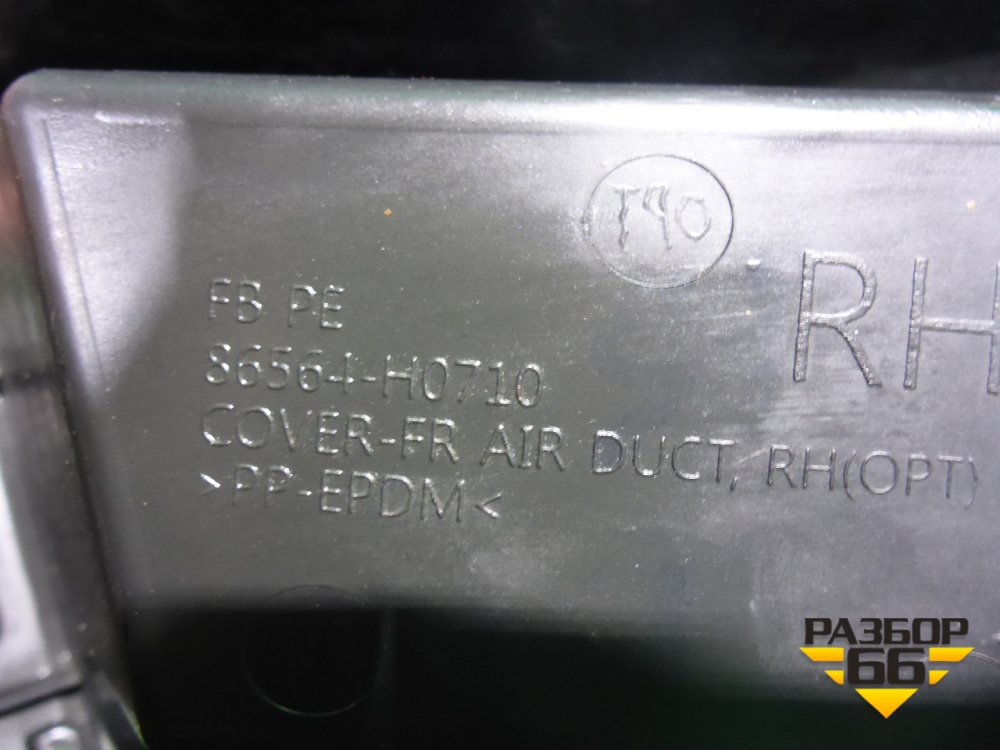 T90
RH
FB PE
86564-H0710
COVER-FR AIR DUCT, RH(OPT)
>PP-EPDM<
РАЗБОР
66